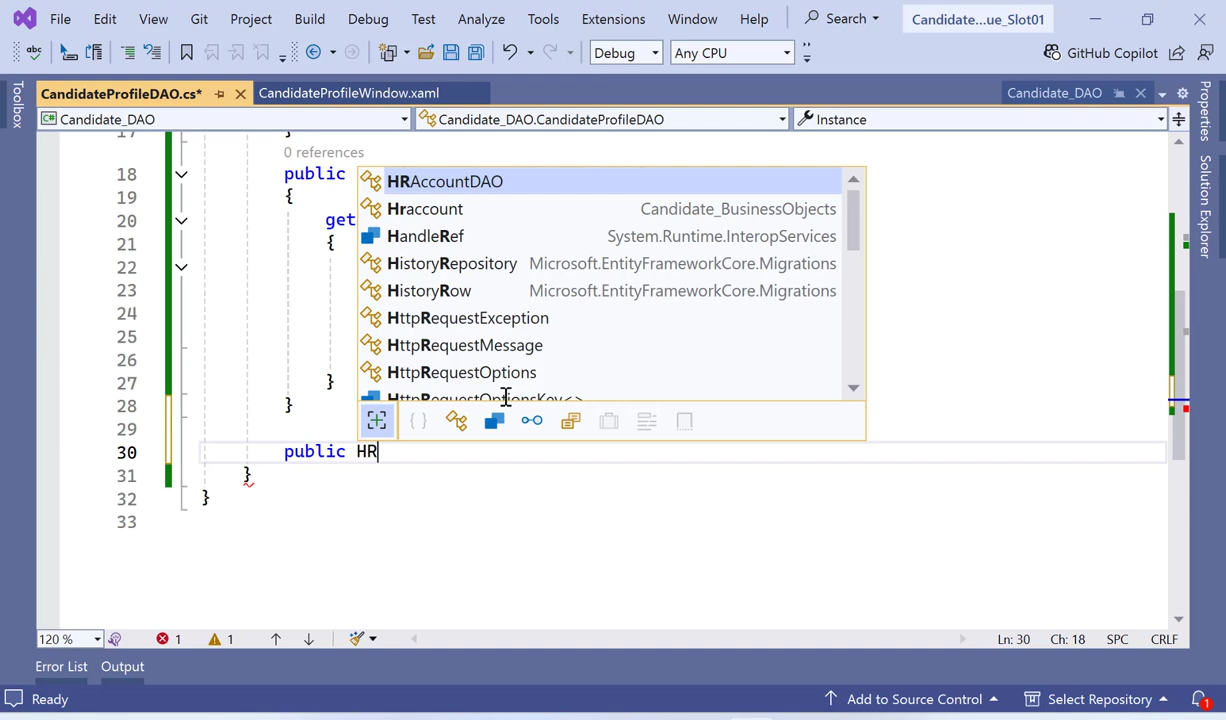 File Edit View Git Project Build Debug Test Analyze Tools Extensions Window Help Search Candidate...ue_Slot01
abc Debug Any CPU GitHub Copilot
Toolbox
CandidateProfileDAO.cs* CandidateProfileWindow.xaml Candidate_DAO
Candidate_DAO Candidate_DAO.CandidateProfileDAO Instance
Properties
Solution Explorer
17 }
0 references
18 public
19 {
20 get
21 {
22
23
24
25
26
27 }
28 }
29
30 public HR
31 }
32 }
33
HRAccountDAO
Hraccount Candidate_BusinessObjects
HandleRef System.Runtime.InteropServices
HistoryRepository Microsoft.EntityFrameworkCore.Migrations
HistoryRow Microsoft.EntityFrameworkCore.Migrations
HttpRequestException
HttpRequestMessage
HttpRequestOptions
HttpRequestOptionsKey<>
120 % 1 1 Ln: 30 Ch: 18 SPC CRLF
Error List Output
Ready Add to Source Control Select Repository 1